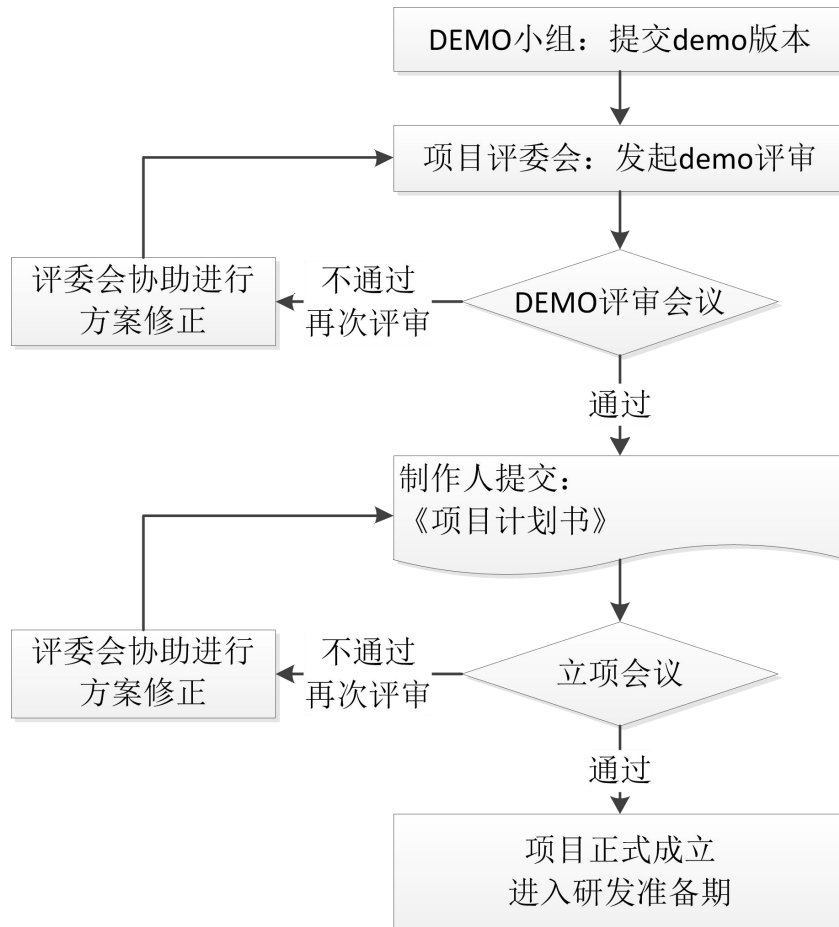 DEMO小组：提交demo版本
项目评委会：发起demo评审
评委会协助进行
方案修正
不通过
再次评审
DEMO评审会议
通过
制作人提交：
《项目计划书》
评委会协助进行
方案修正
不通过
再次评审
立项会议
通过
项目正式成立
进入研发准备期